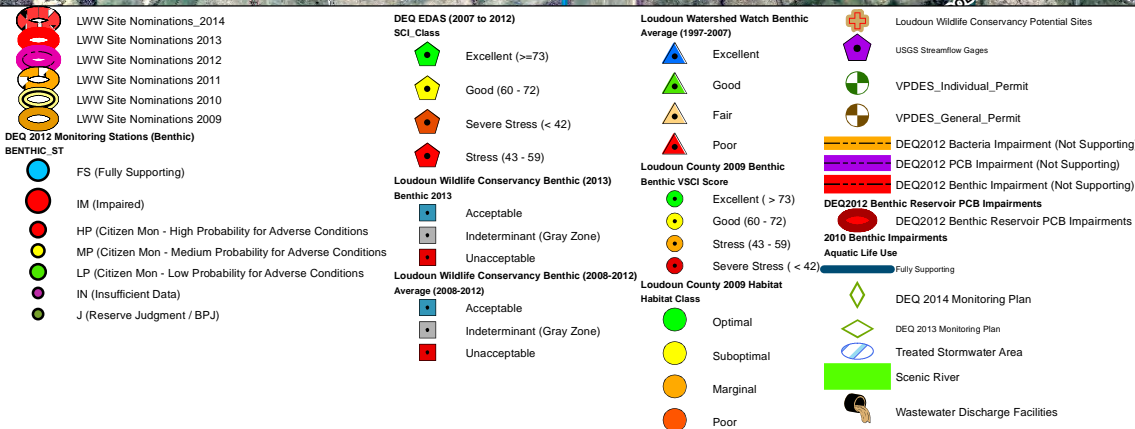 LWW Site Nominations_2014
LWW Site Nominations 2013
LWW Site Nominations 2012
LWW Site Nominations 2011
LWW Site Nominations 2010
LWW Site Nominations 2009
DEQ 2012 Monitoring Stations (Benthic)
BENTHIC_ST
FS (Fully Supporting)
IM (Impaired)
HP (Citizen Mon - High Probability for Adverse Conditions
MP (Citizen Mon - Medium Probability for Adverse Conditions
LP (Citizen Mon - Low Probability for Adverse Conditions
IN (Insufficient Data)
J (Reserve Judgment / BPJ)
DEQ EDAS (2007 to 2012)
SCI_Class
Excellent (>=73)
Good (60 - 72)
Severe Stress (< 42)
Stress (43 - 59)
Loudoun Wildlife Conservancy Benthic (2013)
Benthic 2013
Acceptable
Indeterminant (Gray Zone)
Unacceptable
Loudoun Wildlife Conservancy Benthic (2008-2012)
Average (2008-2012)
Acceptable
Indeterminant (Gray Zone)
Unacceptable
Loudoun Watershed Watch Benthic
Average (1997-2007)
Excellent
Good
Fair
Poor
Loudoun County 2009 Benthic
Benthic VSCI Score
Excellent ( > 73)
Good (60 - 72)
Stress (43 - 59)
Severe Stress ( < 42)
Loudoun County 2009 Habitat
Habitat Class
Optimal
Suboptimal
Marginal
Poor
Loudoun Wildlife Conservancy Potential Sites
USGS Streamflow Gages
VPDES_Individual_Permit
VPDES_General_Permit
DEQ2012 Bacteria Impairment (Not Supporting
DEQ2012 PCB Impairment (Not Supporting)
DEQ2012 Benthic Impairment (Not Supporting)
DEQ2012 Benthic Reservoir PCB Impairments
DEQ2012 Benthic Reservoir PCB Impairments
2010 Benthic Impairments
Aquatic Life Use
Fully Supporting
DEQ 2014 Monitoring Plan
DEQ 2013 Monitoring Plan
Treated Stormwater Area
Scenic River
Wastewater Discharge Facilities